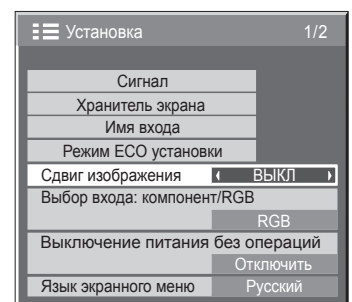 Установка 1/2
Сигнал
Хранитель экрана
Имя входа
Режим ECO установки
Сдвиг изображения ВЫКЛ
Выбор входа: компонент/RGB
RGB
Выключение питания без операций
Отключить
Язык экранного меню Русский